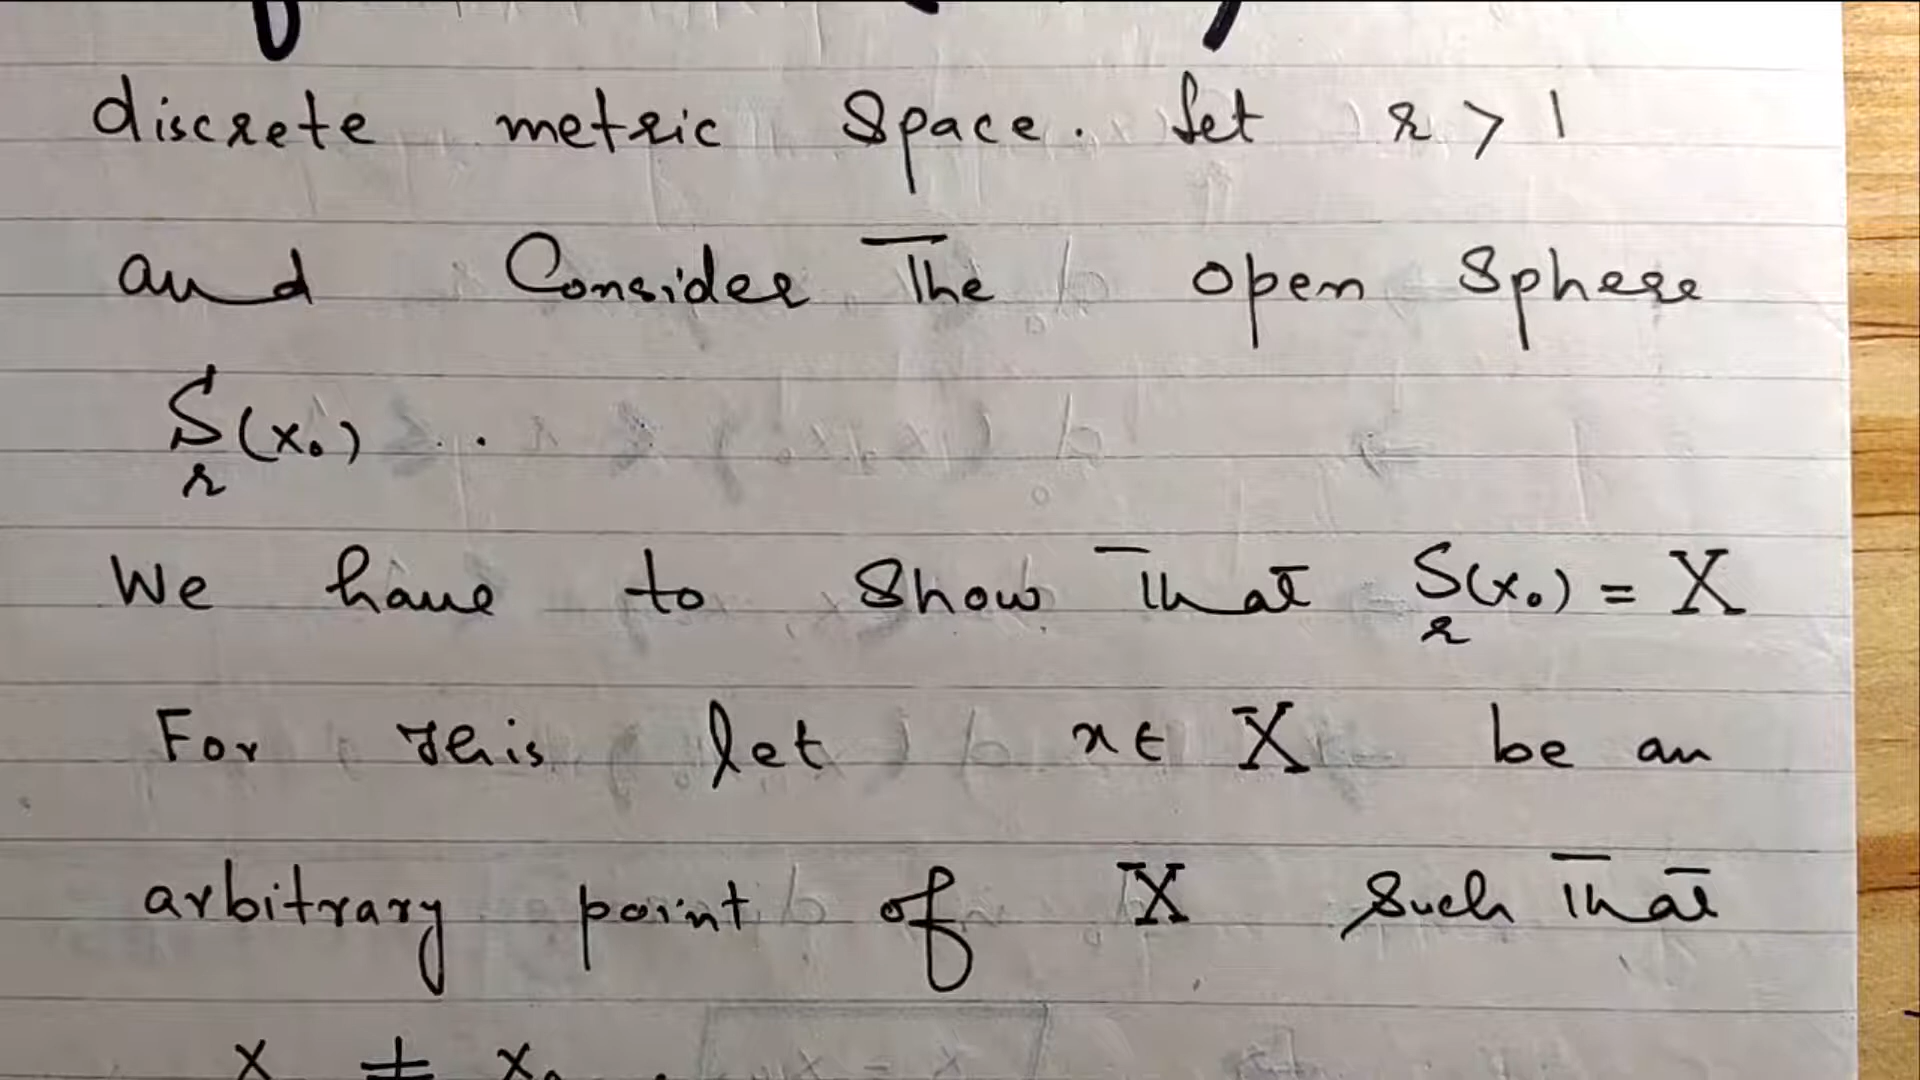 discrete metric space. Let r > 1
and Consider The open sphere
S_r(x₀).
We have to show That S_r(x₀) = X
For this let x ∈ X be an
arbitrary point of X such That
x ≠ x₀.